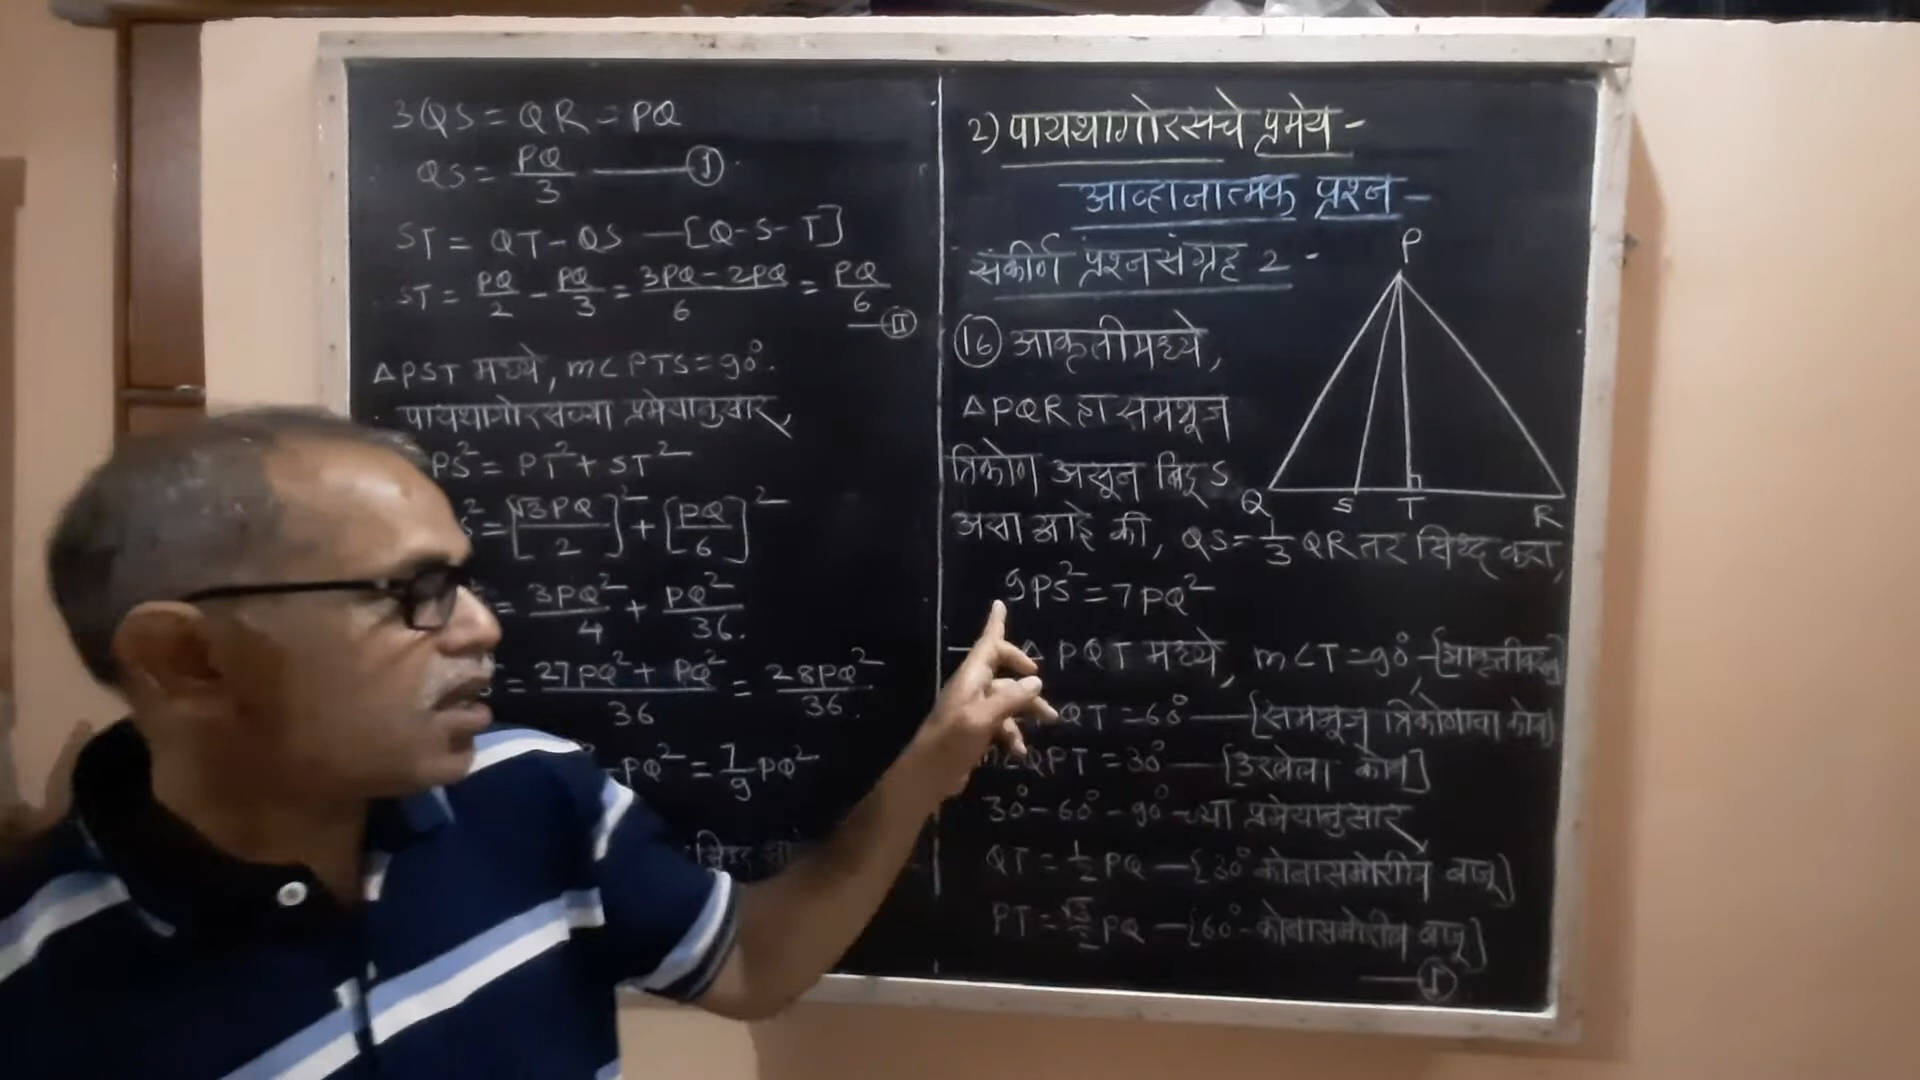 3QS = QR = PQ
QS = PQ/3 —— I
ST = QT - QS — [Q-S-T]
ST = PQ/2 - PQ/3 = (3PQ - 2PQ)/6 = PQ/6
— II
△PST मध्ये, m∠PTS = 90°.
पायथागोरसच्या प्रमेयानुसार,
PS² = PT² + ST²
² = [√3PQ/2]² + [PQ/6]²
= 3PQ²/4 + PQ²/36.
= (27PQ² + PQ²)/36 = 28PQ²/36.
PQ² = 7/9 PQ²
2) पायथागोरसचे प्रमेय -
आव्हानात्मक प्रश्न -
संकीर्ण प्रश्नसंग्रह 2 -
P
Q S T R
16 आकृतीमध्ये,
△PQR हा समभूज
त्रिकोण असून बिंदू S
असा आहे की, QS = 1/3 QR तर सिध्द करा,
9PS² = 7PQ²
→ △PQT मध्ये, m∠T = 90°, -[आकृतीवरून]
QT = 60° —[समभूज त्रिकोणाचा कोन]
m∠QPT = 30° —[उरलेला कोन]
30° - 60° - 90° च्या प्रमेयानुसार,
QT = 1/2 PQ —[30° कोनासमोरील बाजू]
PT = √3/2 PQ —[60° कोनासमोरील बाजू]
— I